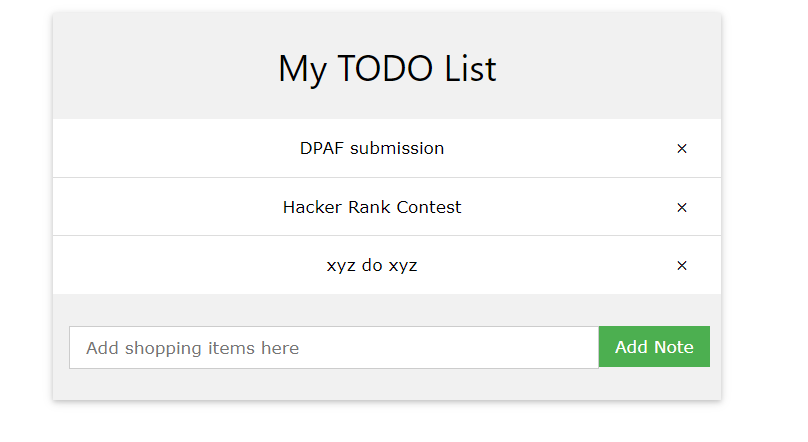 My TODO List
DPAF submission ×
Hacker Rank Contest ×
xyz do xyz ×
Add shopping items here Add Note